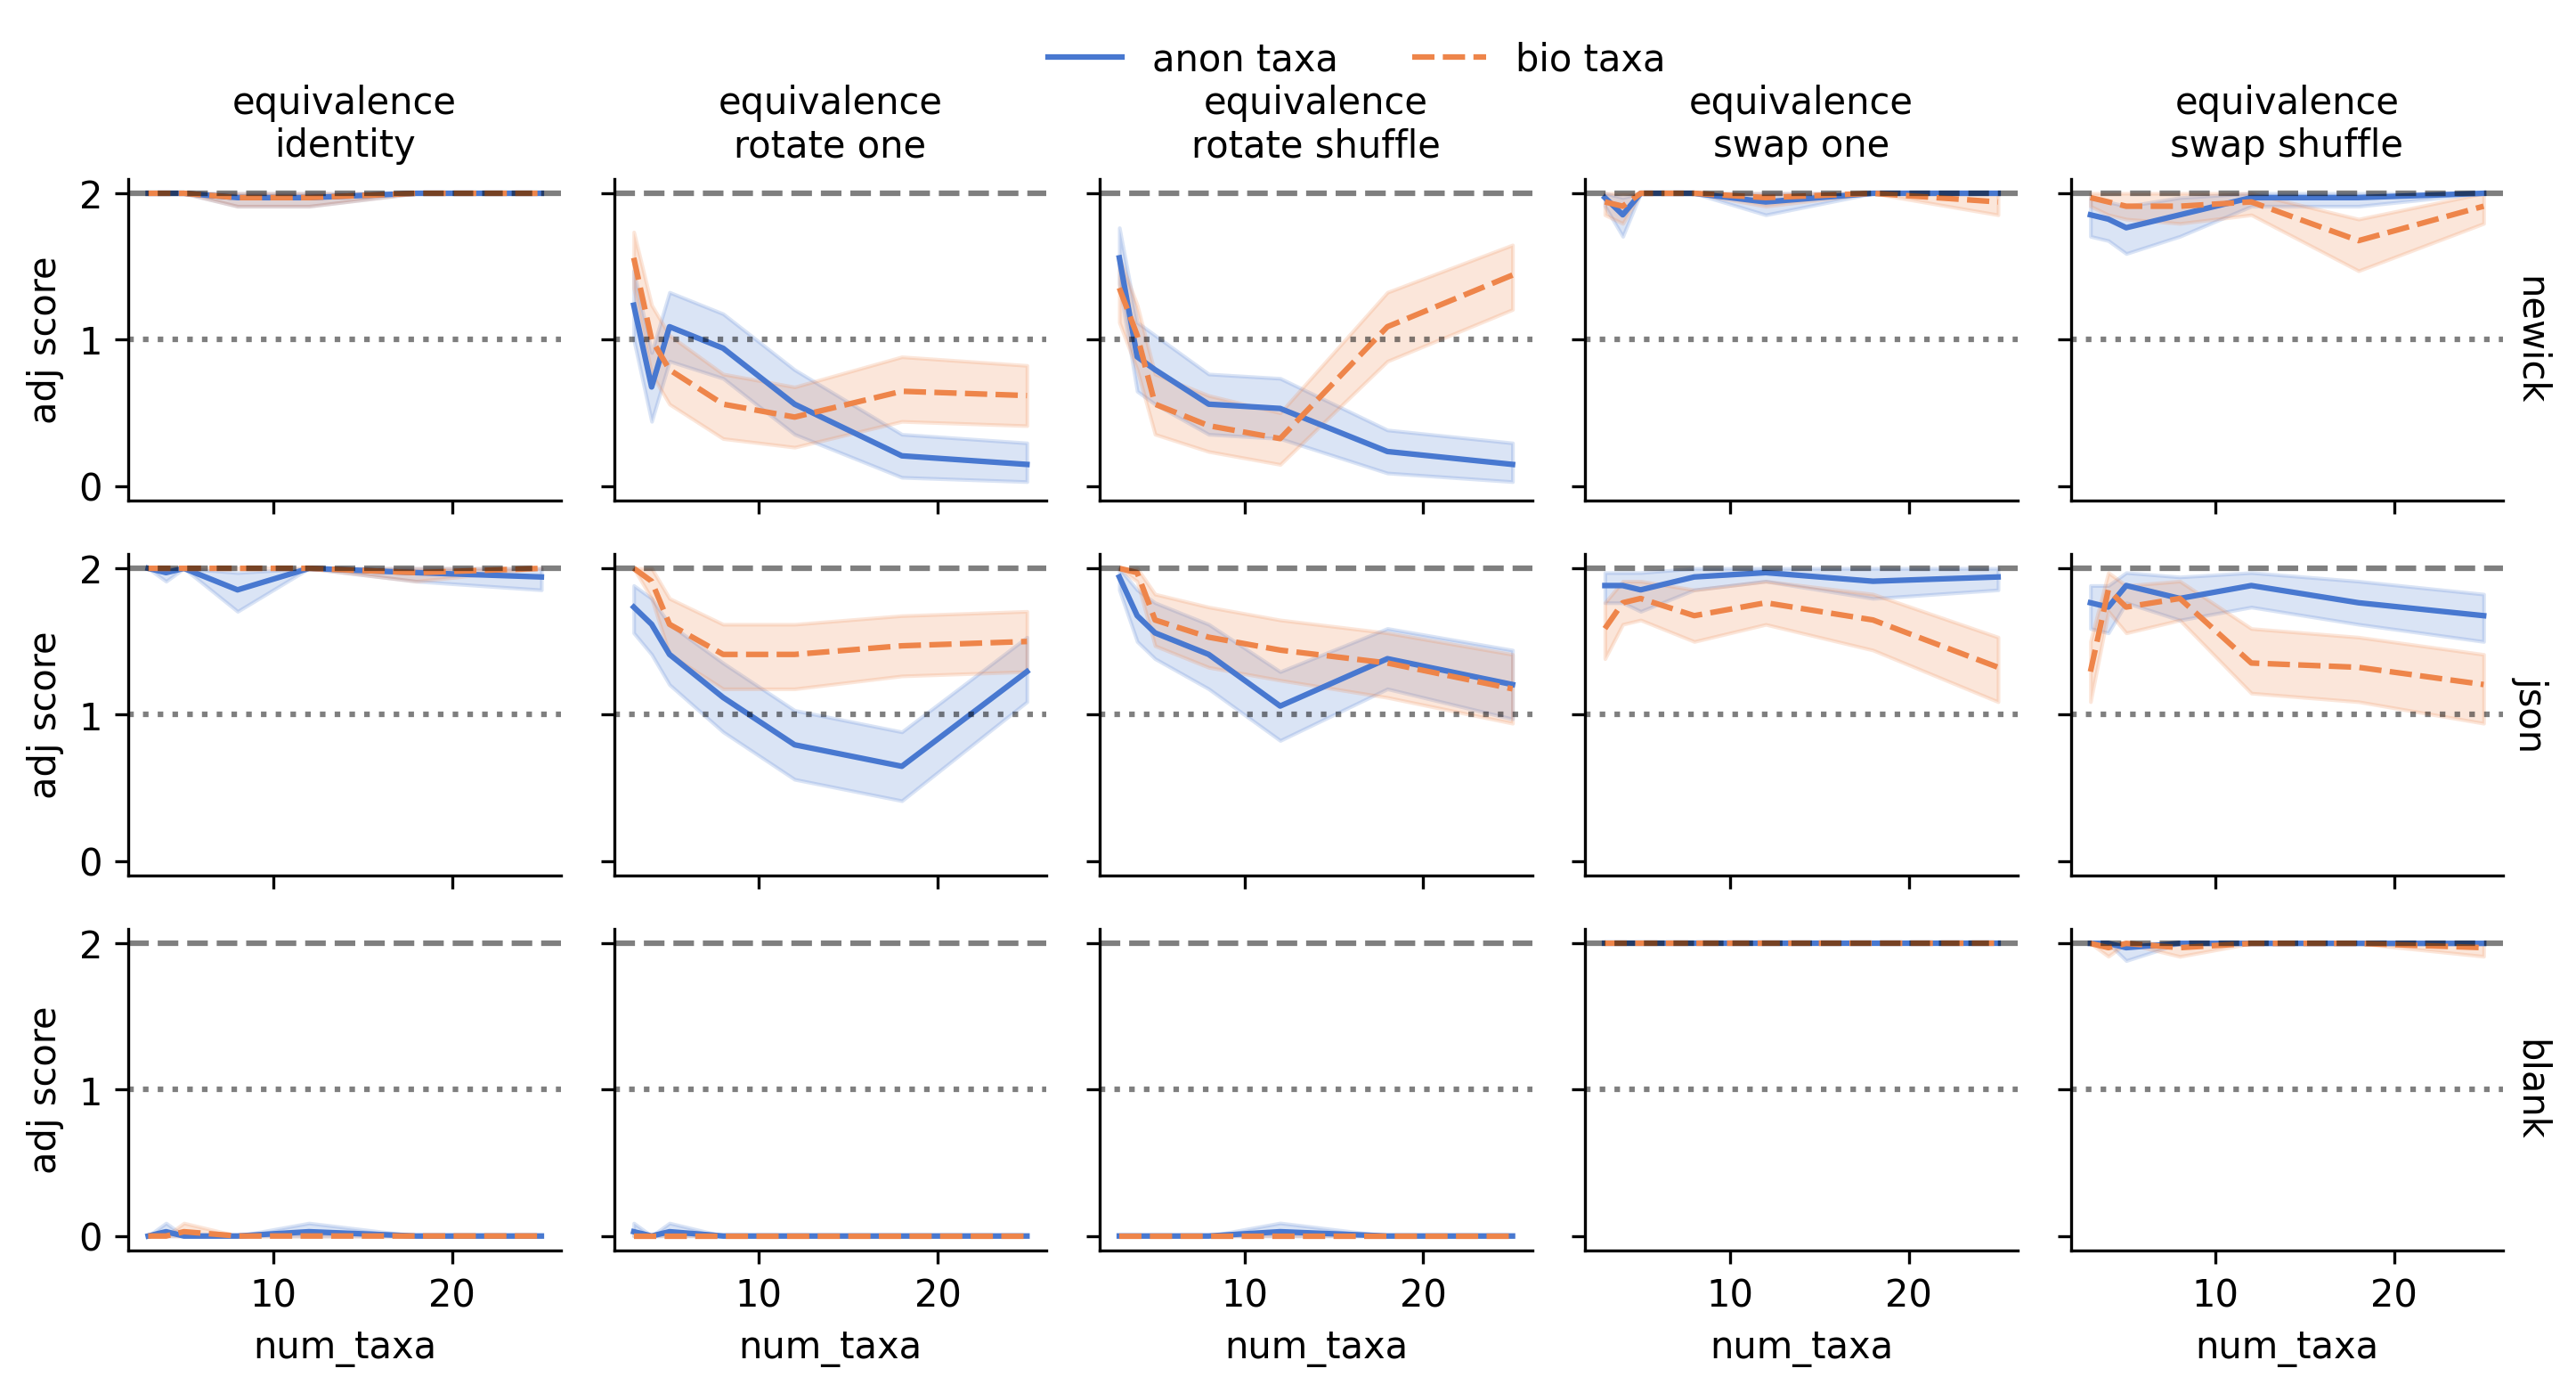 anon taxa bio taxa
equivalence
identity
equivalence
rotate one
equivalence
rotate shuffle
equivalence
swap one
equivalence
swap shuffle
2
1
0
adj score
newick
2
1
0
adj score
json
2
1
0
adj score
blank
10 20
10 20
10 20
10 20
10 20
num_taxa
num_taxa
num_taxa
num_taxa
num_taxa